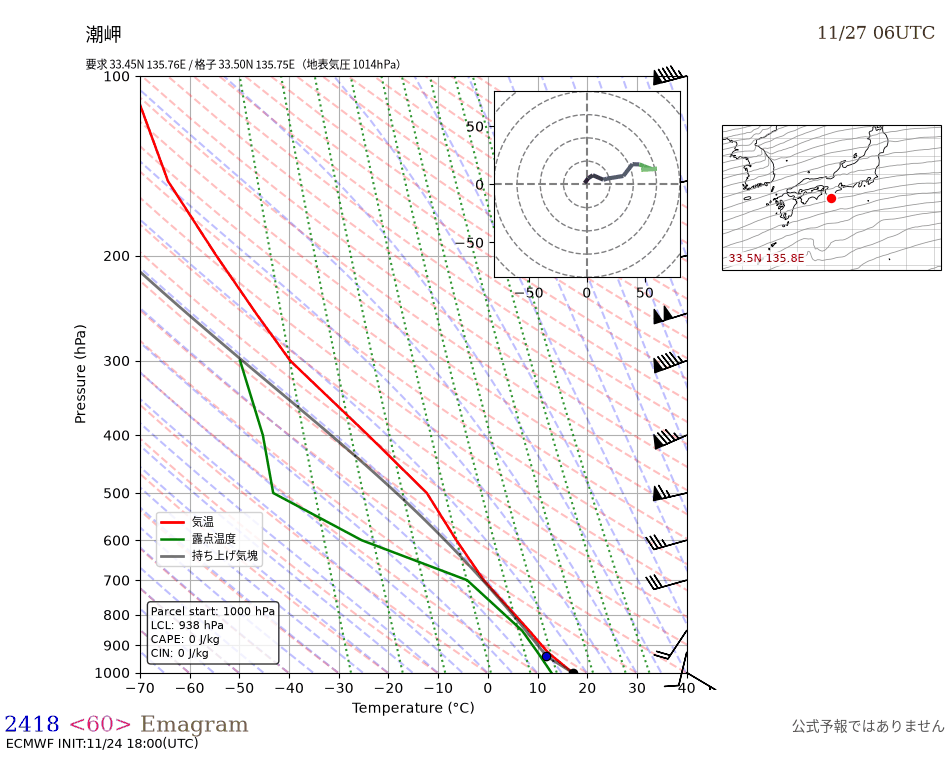 潮岬
11/27 06UTC
要求 33.45N 135.76E / 格子 33.50N 135.75E（地表気圧 1014hPa）
100
200
300
400
500
600
700
800
900
1000
Pressure (hPa)
50
0
−50
−50 0 50
33.5N 135.8E
気温
露点温度
持ち上げ気塊
Parcel start: 1000 hPa
LCL: 938 hPa
CAPE: 0 J/kg
CIN: 0 J/kg
−70 −60 −50 −40 −30 −20 −10 0 10 20 30 40
Temperature (°C)
2418 <60> Emagram
公式予報ではありません
ECMWF INIT:11/24 18:00(UTC)